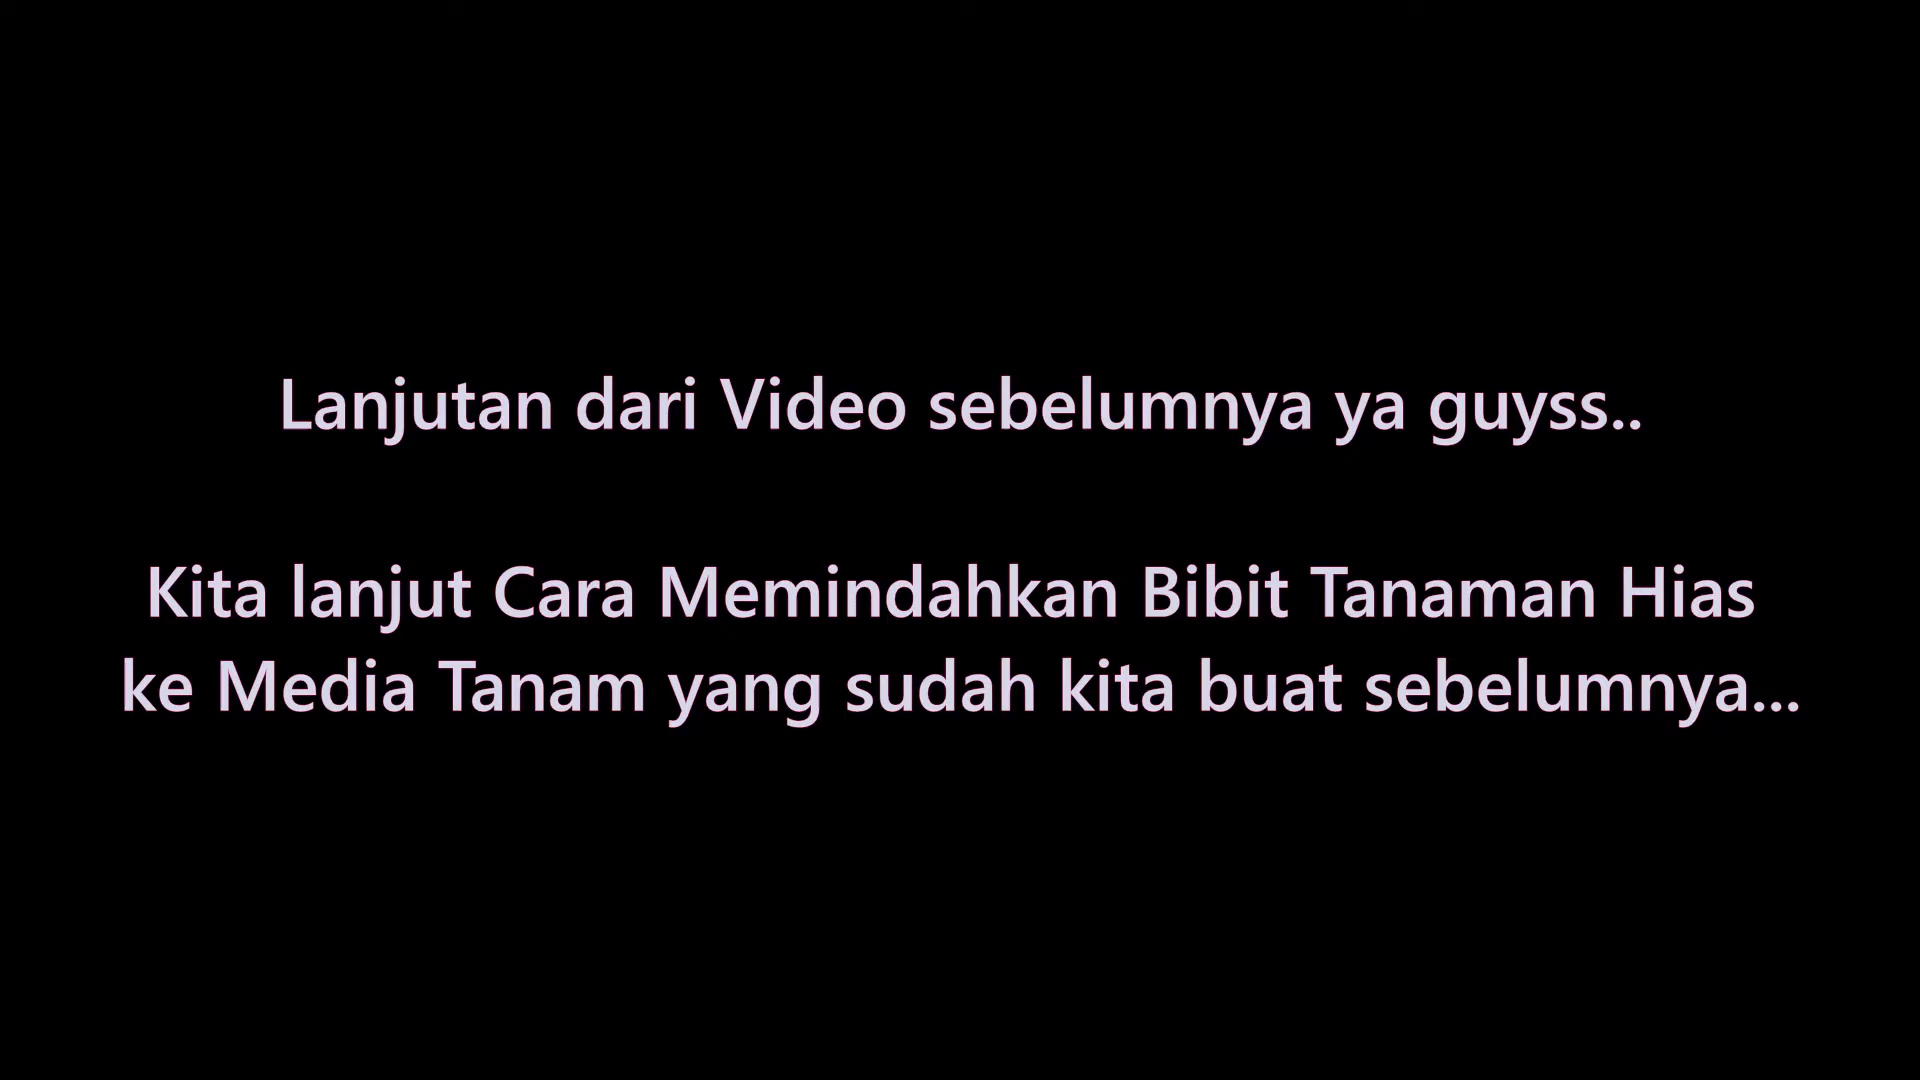 Lanjutan dari Video sebelumnya ya guyss..
Kita lanjut Cara Memindahkan Bibit Tanaman Hias
ke Media Tanam yang sudah kita buat sebelumnya...